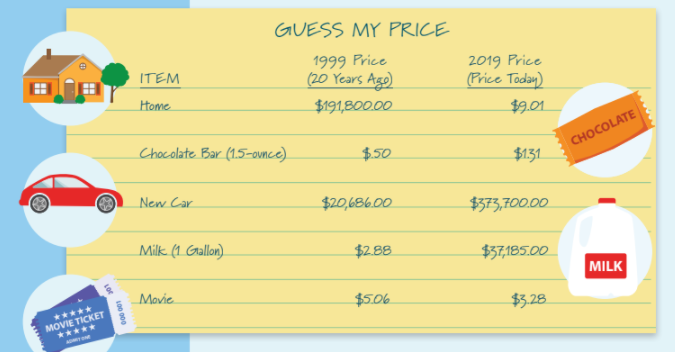 GUESS MY PRICE
1999 Price 2019 Price
ITEM (20 Years Ago) (Price Today)
Home $191,800.00 $9.01
CHOCOLATE
Chocolate Bar (1.5-ounce) $.50 $1.31
New Car $20,686.00 $373,700.00
Milk (1 Gallon) $2.88 $37,185.00
MILK
Movie $5.06 $3.28
MOVIE TICKET
ADMIT ONE